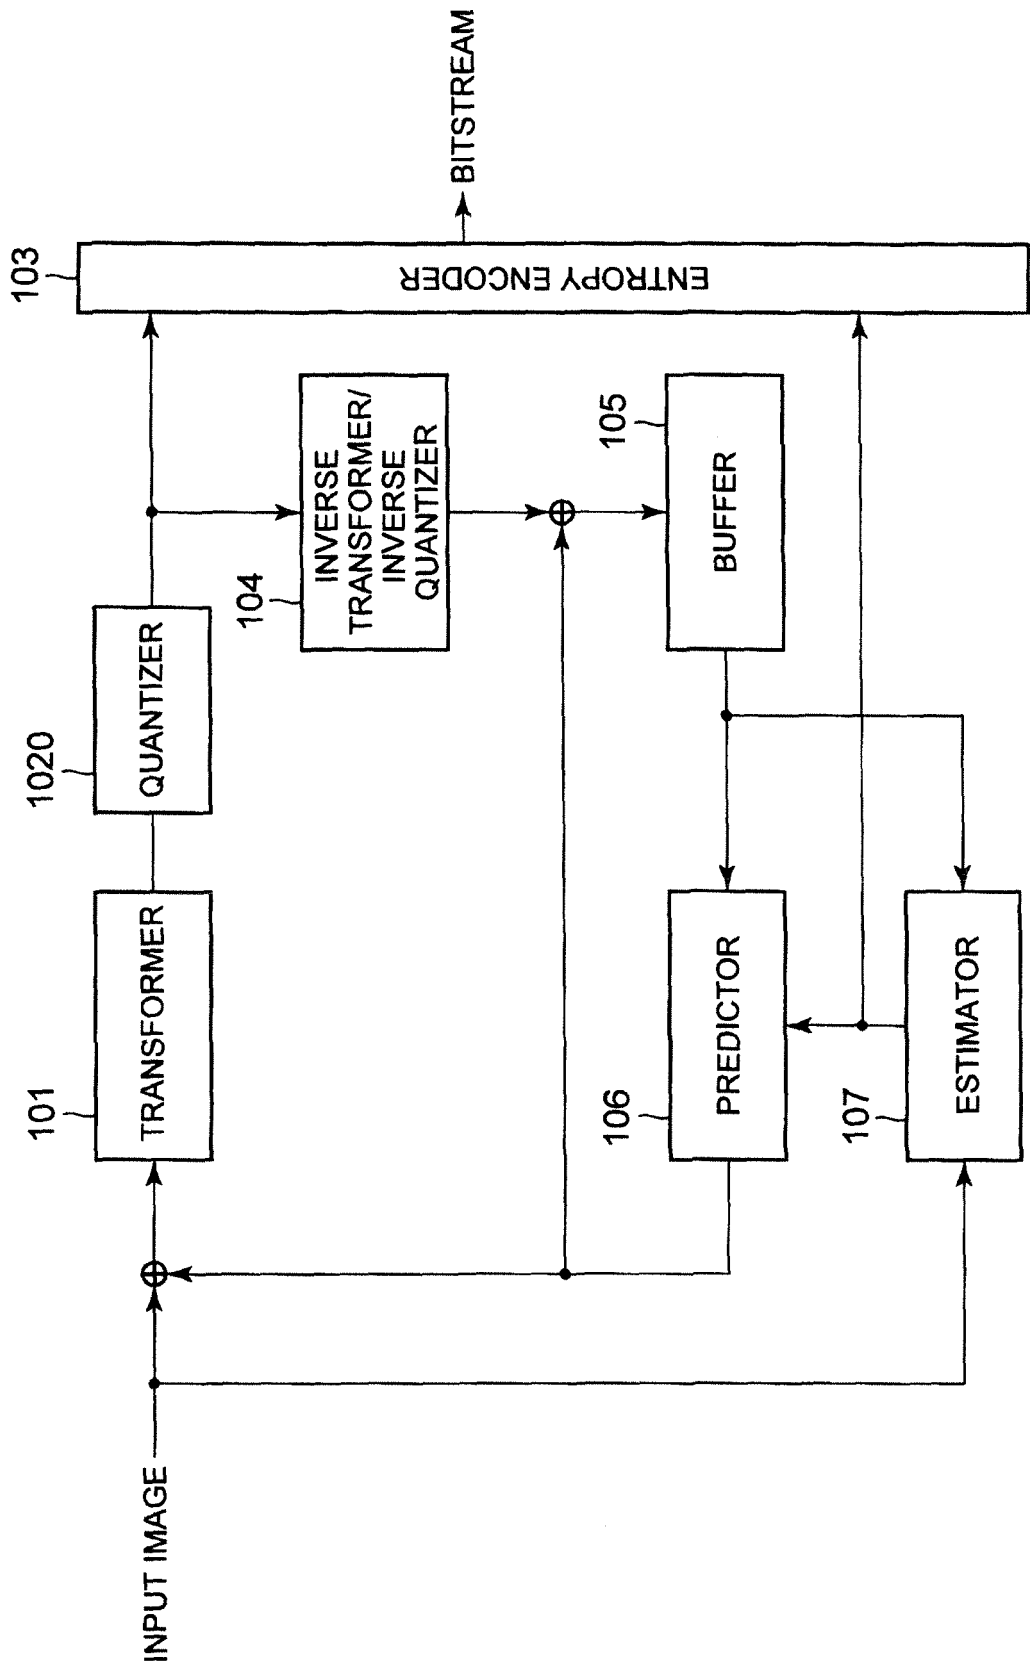 INPUT IMAGE
101
TRANSFORMER
1020
QUANTIZER
103
ENTROPY ENCODER
BITSTREAM
104
INVERSE
TRANSFORMER/
INVERSE
QUANTIZER
105
BUFFER
106
PREDICTOR
107
ESTIMATOR